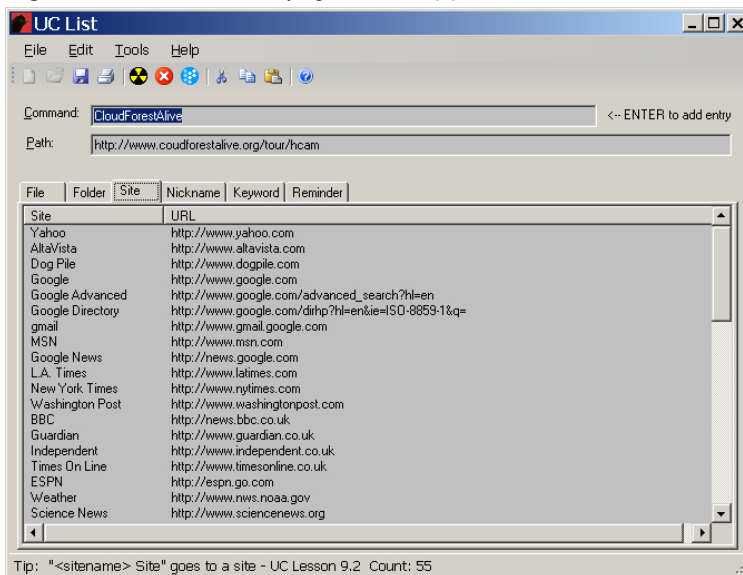 UC List
File Edit Tools Help
Command: CloudForestAlive <-- ENTER to add entry
Path: http://www.coudforestalive.org/tour/hcam
File Folder Site Nickname Keyword Reminder
Site URL
Yahoo http://www.yahoo.com
AltaVista http://www.altavista.com
Dog Pile http://www.dogpile.com
Google http://www.google.com
Google Advanced http://www.google.com/advanced_search?hl=en
Google Directory http://www.google.com/dirhp?hl=en&ie=ISO-8859-1&q=
gmail http://www.gmail.google.com
MSN http://www.msn.com
Google News http://news.google.com
L.A. Times http://www.latimes.com
New York Times http://www.nytimes.com
Washington Post http://www.washingtonpost.com
BBC http://news.bbc.co.uk
Guardian http://www.guardian.co.uk
Independent http://www.independent.co.uk
Times On Line http://www.timesonline.co.uk
ESPN http://espn.go.com
Weather http://www.nws.noaa.gov
Science News http://www.sciencenews.org
Tip: "<sitename> Site" goes to a site - UC Lesson 9.2 Count: 55